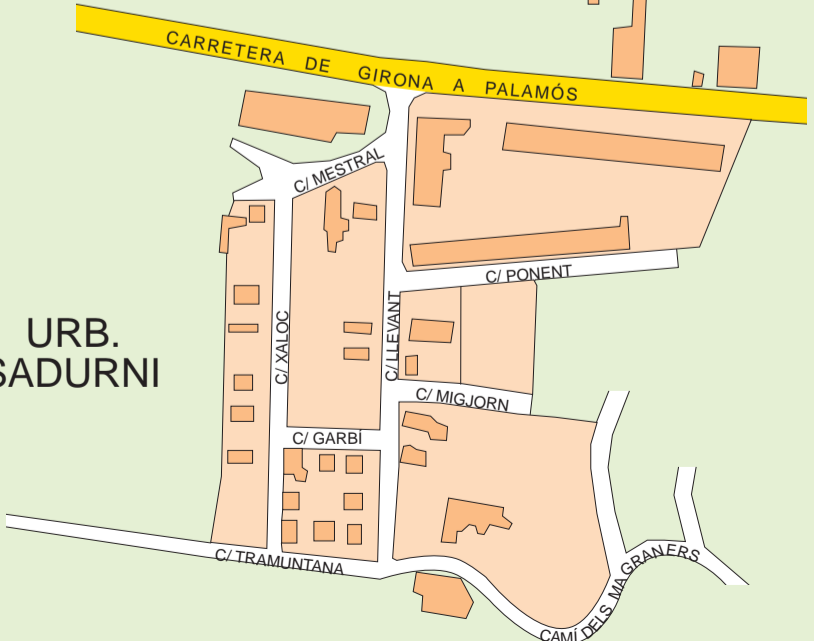 CARRETERA DE GIRONA A PALAMÓS
C/ MESTRAL
C/ PONENT
URB.
SADURNI
C/ XALOC
C/ LLEVANT
C/ MIGJORN
C/ GARBÍ
C/ TRAMUNTANA
CAMÍ DELS MAGRANERS